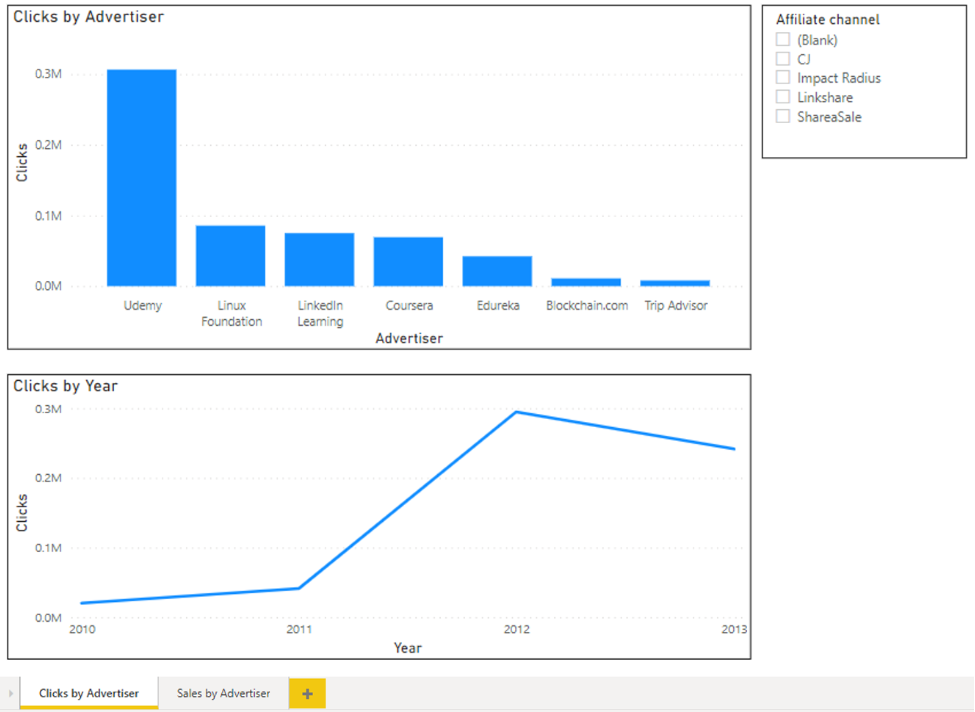 Clicks by Advertiser
0.3M
0.2M
0.1M
0.0M
Clicks
Udemy
Linux
Foundation
LinkedIn
Learning
Coursera
Edureka
Blockchain.com
Trip Advisor
Advertiser
Affiliate channel
(Blank)
CJ
Impact Radius
Linkshare
ShareaSale
Clicks by Year
0.3M
0.2M
0.1M
0.0M
Clicks
2010
2011
2012
2013
Year
Clicks by Advertiser
Sales by Advertiser
+